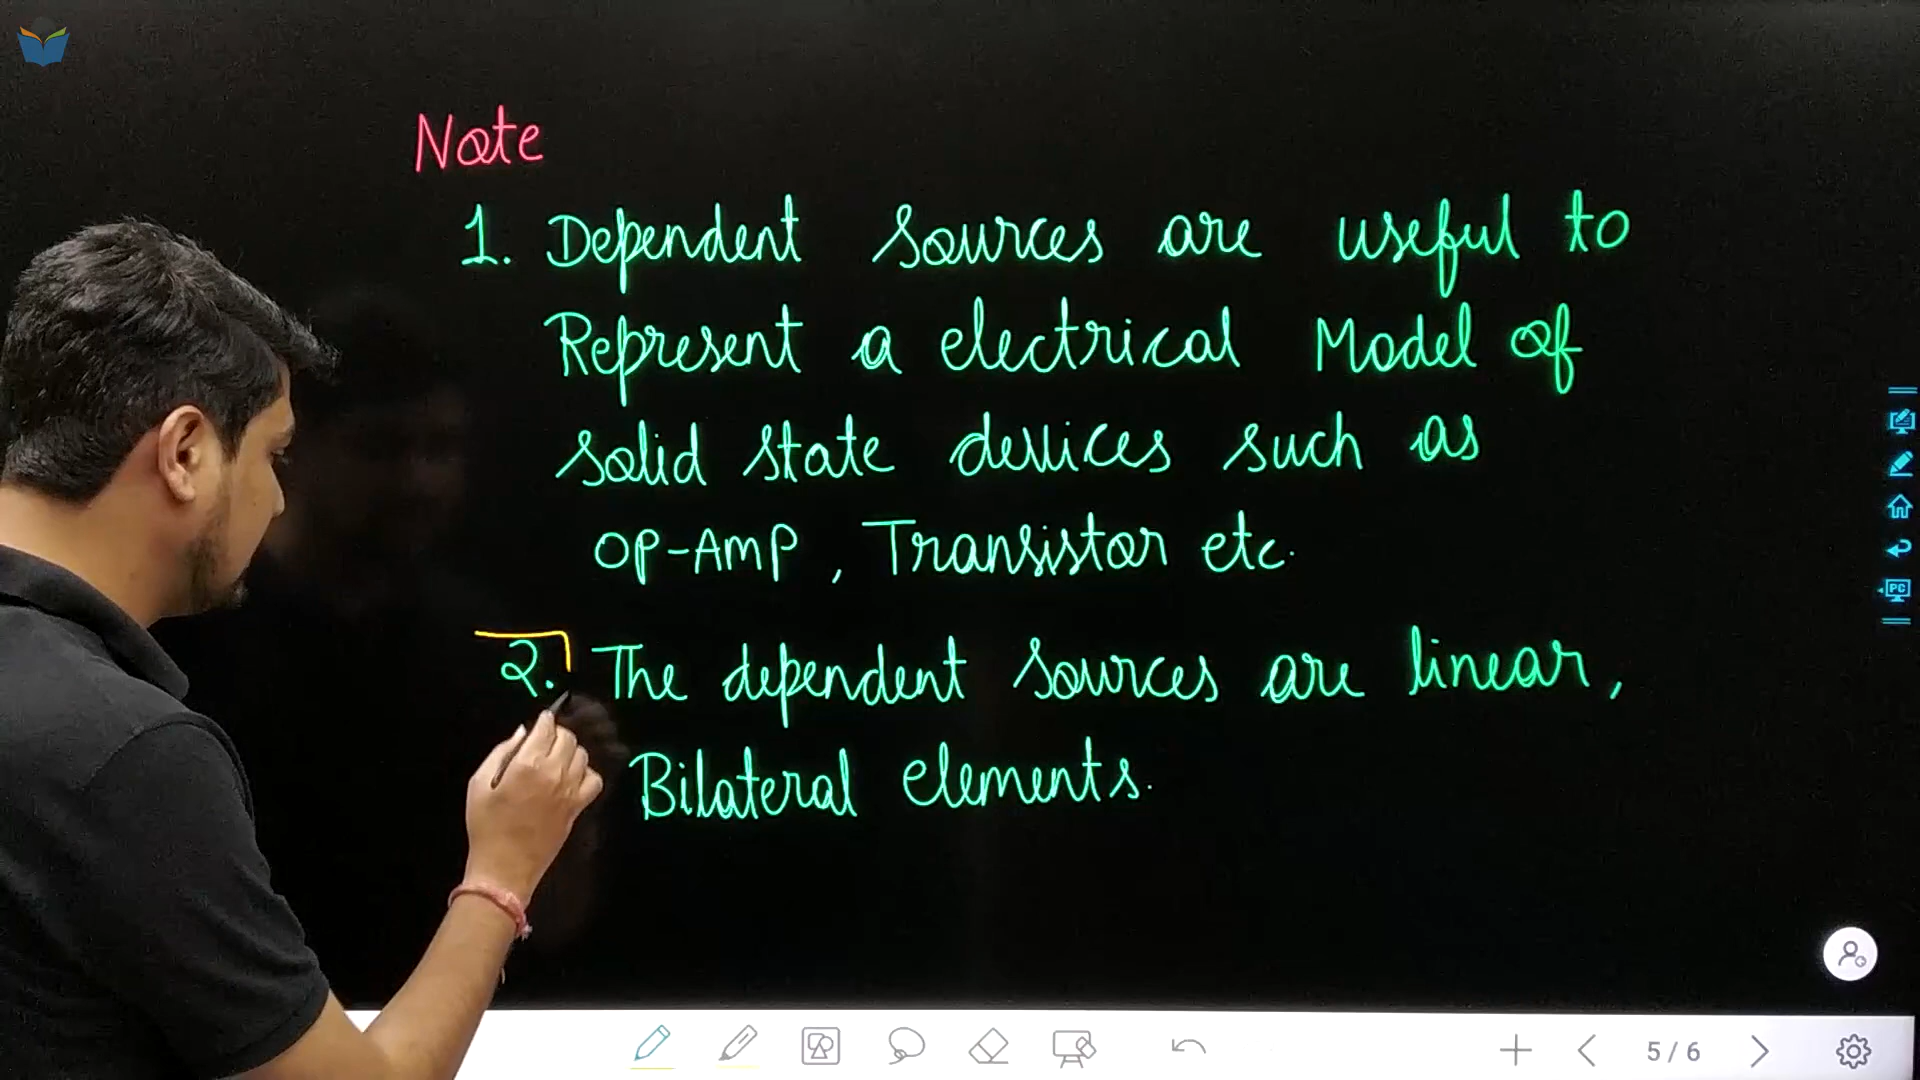 Note
1. Dependent sources are useful to
Represent a electrical Model of
solid state devices such as
OP-AMP, Transistor etc.
2. The dependent sources are linear,
Bilateral elements.
PC
5/6